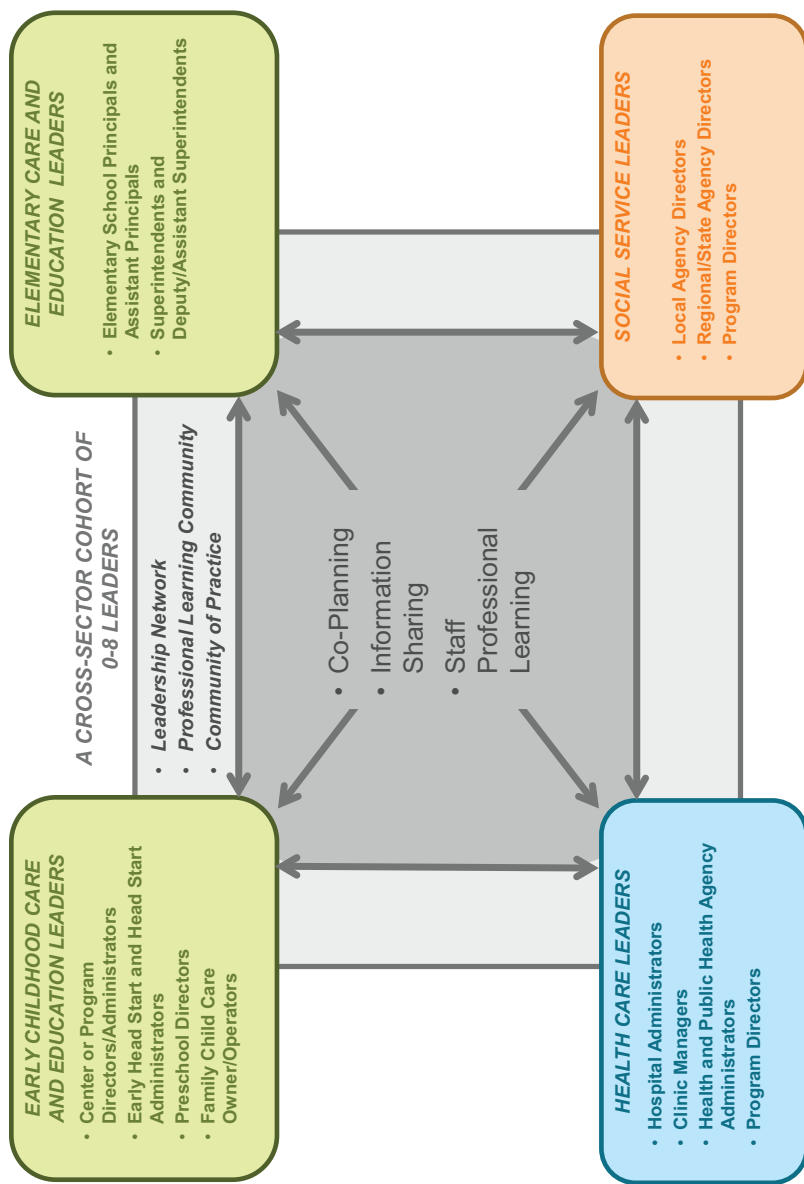 A CROSS-SECTOR COHORT OF
0-8 LEADERS
EARLY CHILDHOOD CARE
AND EDUCATION LEADERS
• Center or Program
Directors/Administrators
• Early Head Start and Head Start
Administrators
• Preschool Directors
• Family Child Care
Owner/Operators
• Leadership Network
• Professional Learning Community
• Community of Practice
ELEMENTARY CARE AND
EDUCATION LEADERS
• Elementary School Principals and
Assistant Principals
• Superintendents and
Deputy/Assistant Superintendents
• Co-Planning
• Information
Sharing
• Staff
Professional
Learning
HEALTH CARE LEADERS
• Hospital Administrators
• Clinic Managers
• Health and Public Health Agency
Administrators
• Program Directors
SOCIAL SERVICE LEADERS
• Local Agency Directors
• Regional/State Agency Directors
• Program Directors